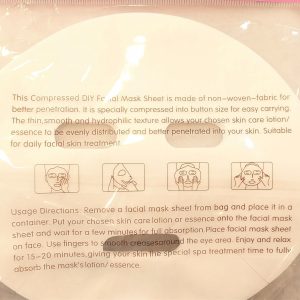 This Compressed DIY Facial Mask Sheet is made of non-woven-fabric for
better penetration. It is specially compressed into button size for easy carrying.
The thin,smooth and hydrophilic texture allows your chosen skin care lotion/
essence to be evenly distributed and better penetrated into your skin. Suitable
for daily facial skin treatment.
Usage Directions: Remove a facial mask sheet from bag and place it in a
container. Put your chosen skin care lotion or essence onto the facial mask
sheet and wait for a few minutes for full absorption.Place facial mask sheet
on face. Use fingers to smooth creasesaround the eye area. Enjoy and relax
for 15-20 minutes,giving your skin the special spa treatment time to fully
absorb the mask's lotion/ essence.